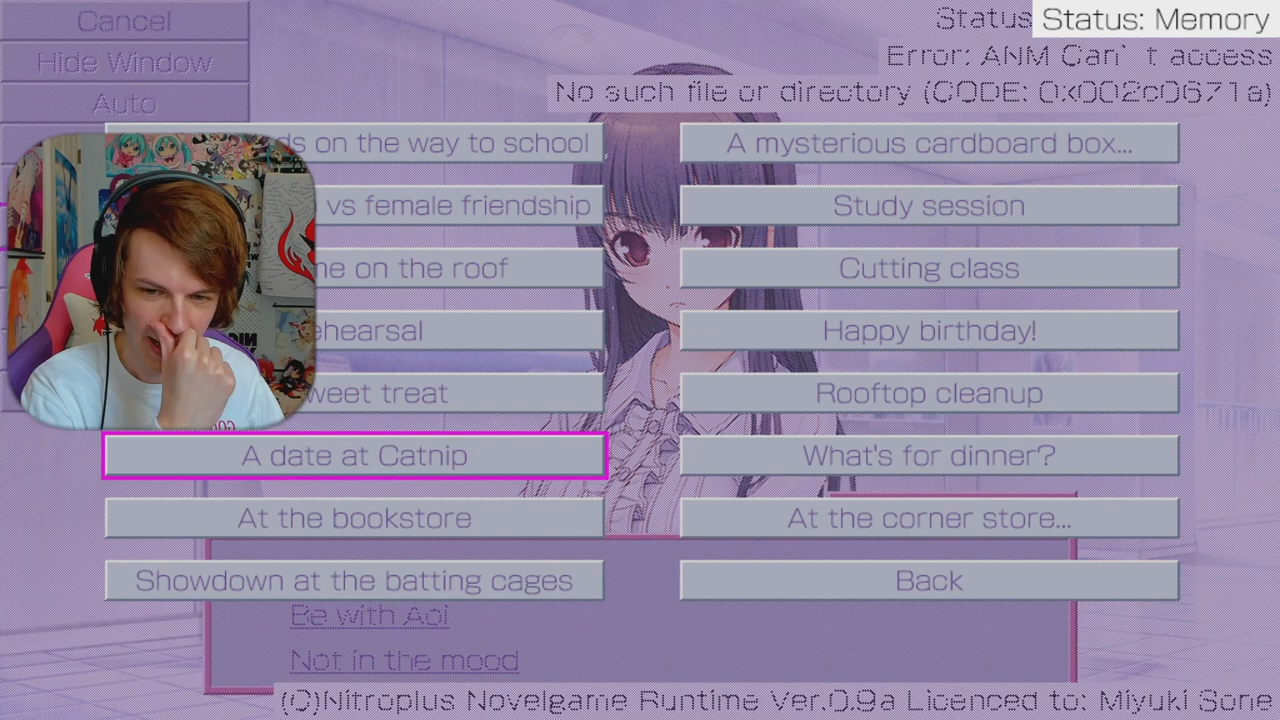 Cancel
Hide Window
Auto
Status
Status: Memory
Error: ANM Can` t access
No such file or directory (CODE: 0x002c0671a)
s on the way to school
A mysterious cardboard box...
vs female friendship
Study session
me on the roof
Cutting class
ehearsal
Happy birthday!
weet treat
Rooftop cleanup
A date at Catnip
What's for dinner?
At the bookstore
At the corner store...
Showdown at the batting cages
Back
Be with Aoi
Not in the mood
(C)Nitroplus Novelgame Runtime Ver.0.9a Licenced to: Miyuki Sone